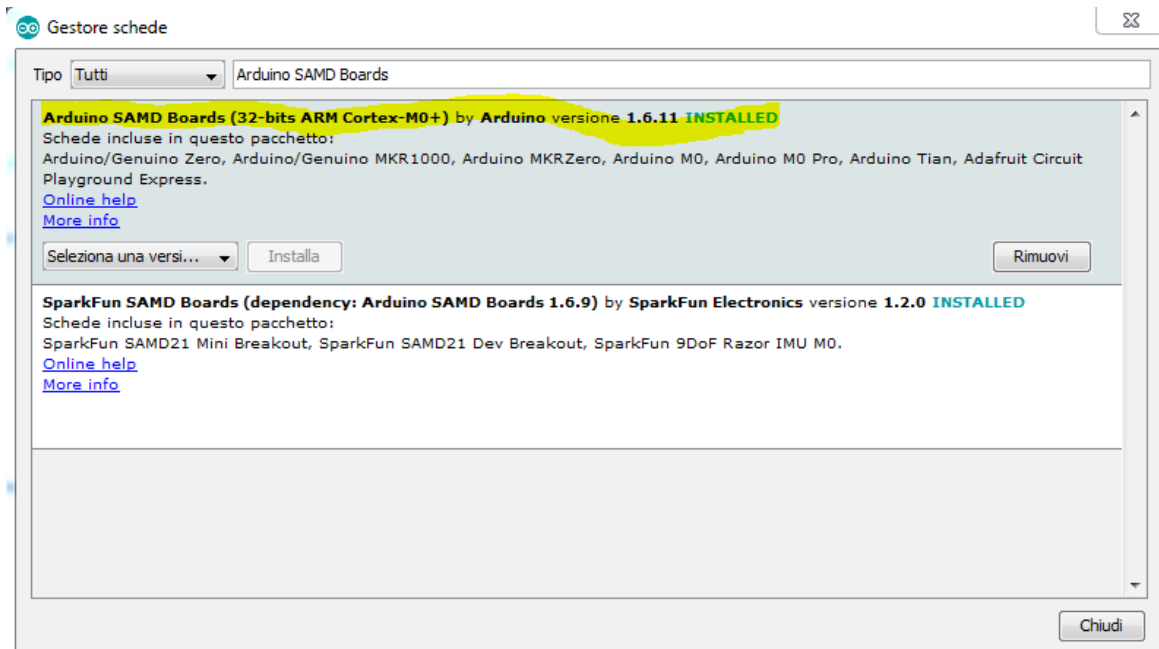 Gestore schede
Tipo Tutti Arduino SAMD Boards
Arduino SAMD Boards (32-bits ARM Cortex-M0+) by Arduino versione 1.6.11 INSTALLED
Schede incluse in questo pacchetto:
Arduino/Genuino Zero, Arduino/Genuino MKR1000, Arduino MKRZero, Arduino M0, Arduino M0 Pro, Arduino Tian, Adafruit Circuit
Playground Express.
Online help
More info
Seleziona una versi... Installa Rimuovi
SparkFun SAMD Boards (dependency: Arduino SAMD Boards 1.6.9) by SparkFun Electronics versione 1.2.0 INSTALLED
Schede incluse in questo pacchetto:
SparkFun SAMD21 Mini Breakout, SparkFun SAMD21 Dev Breakout, SparkFun 9DoF Razor IMU M0.
Online help
More info
Chiudi